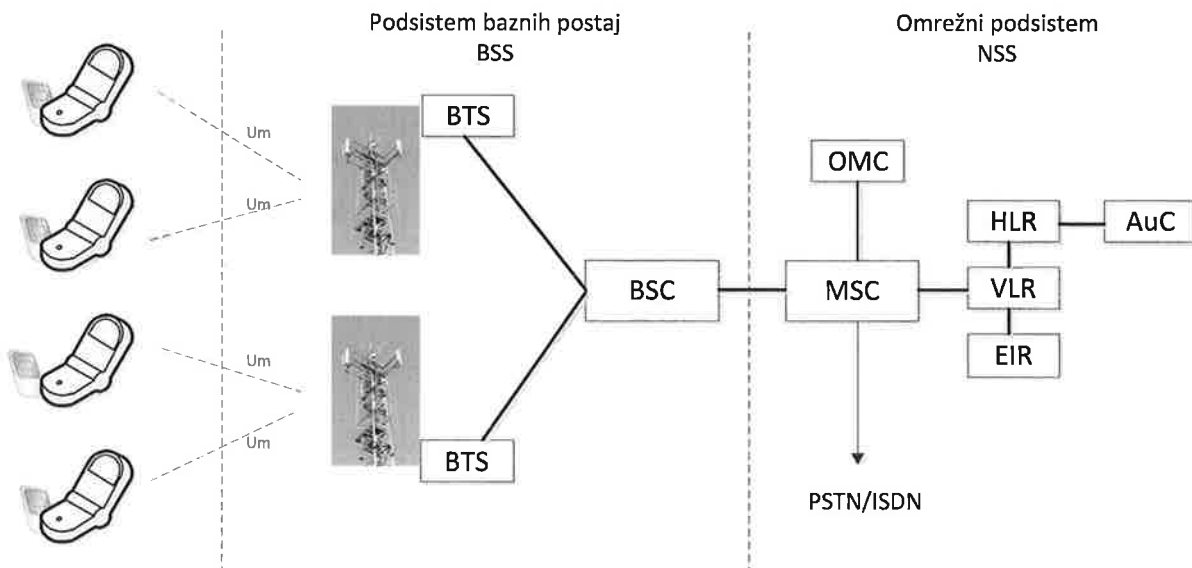 Podsistem baznih postaj
BSS
Omrežni podsistem
NSS
BTS
Um
Um
OMC
HLR
AuC
BSC
MSC
VLR
EIR
Um
Um
BTS
PSTN/ISDN